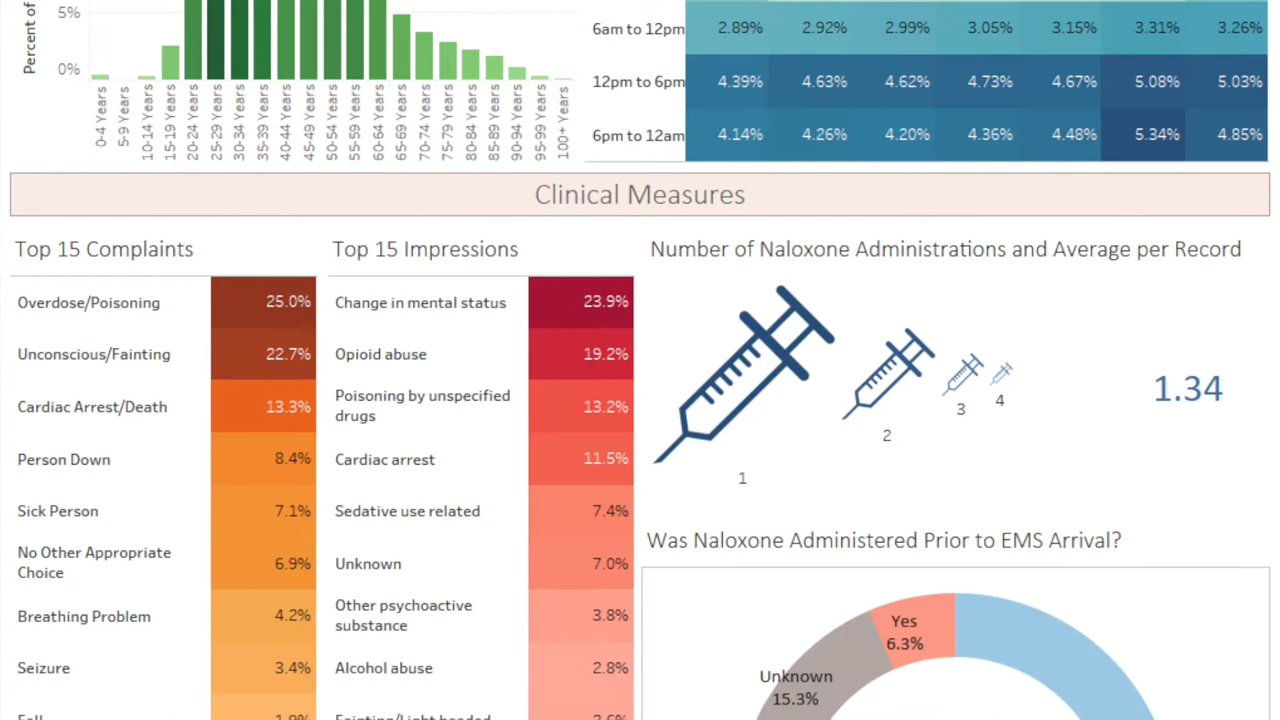 Percent of
5%
0%
0-4 Years
5-9 Years
10-14 Years
15-19 Years
20-24 Years
25-29 Years
30-34 Years
35-39 Years
40-44 Years
45-49 Years
50-54 Years
55-59 Years
60-64 Years
65-69 Years
70-74 Years
75-79 Years
80-84 Years
85-89 Years
90-94 Years
95-99 Years
100+ Years
6am to 12pm 2.89% 2.92% 2.99% 3.05% 3.15% 3.31% 3.26%
12pm to 6pm 4.39% 4.63% 4.62% 4.73% 4.67% 5.08% 5.03%
6pm to 12am 4.14% 4.26% 4.20% 4.36% 4.48% 5.34% 4.85%
Clinical Measures
Top 15 Complaints
Overdose/Poisoning 25.0%
Unconscious/Fainting 22.7%
Cardiac Arrest/Death 13.3%
Person Down 8.4%
Sick Person 7.1%
No Other Appropriate
Choice 6.9%
Breathing Problem 4.2%
Seizure 3.4%
Fall 1.9%
Top 15 Impressions
Change in mental status 23.9%
Opioid abuse 19.2%
Poisoning by unspecified
drugs 13.2%
Cardiac arrest 11.5%
Sedative use related 7.4%
Unknown 7.0%
Other psychoactive
substance 3.8%
Alcohol abuse 2.8%
Fainting/Light-headed 2.6%
Number of Naloxone Administrations and Average per Record
1
2
3
4
1.34
Was Naloxone Administered Prior to EMS Arrival?
Yes
6.3%
Unknown
15.3%